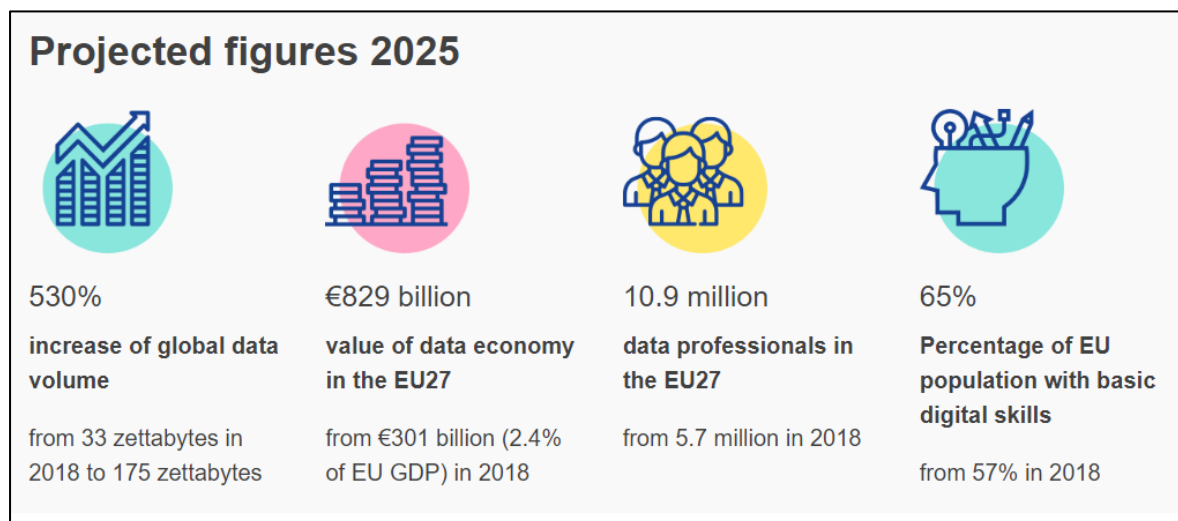 Projected figures 2025
530%
increase of global data
volume
from 33 zettabytes in
2018 to 175 zettabytes
€829 billion
value of data economy
in the EU27
from €301 billion (2.4%
of EU GDP) in 2018
10.9 million
data professionals in
the EU27
from 5.7 million in 2018
65%
Percentage of EU
population with basic
digital skills
from 57% in 2018